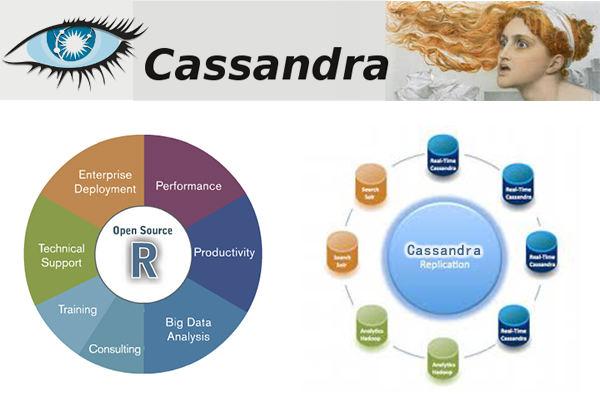 Cassandra
Enterprise
Deployment
Performance
Technical
Support
Open Source
R
Productivity
Training
Consulting
Big Data
Analysis
Real-Time
Cassandra
Search
Solr
Real-Time
Cassandra
Search
Solr
Cassandra
Replication
Real-Time
Cassandra
Analytics
Hadoop
Real-Time
Cassandra
Analytics
Hadoop